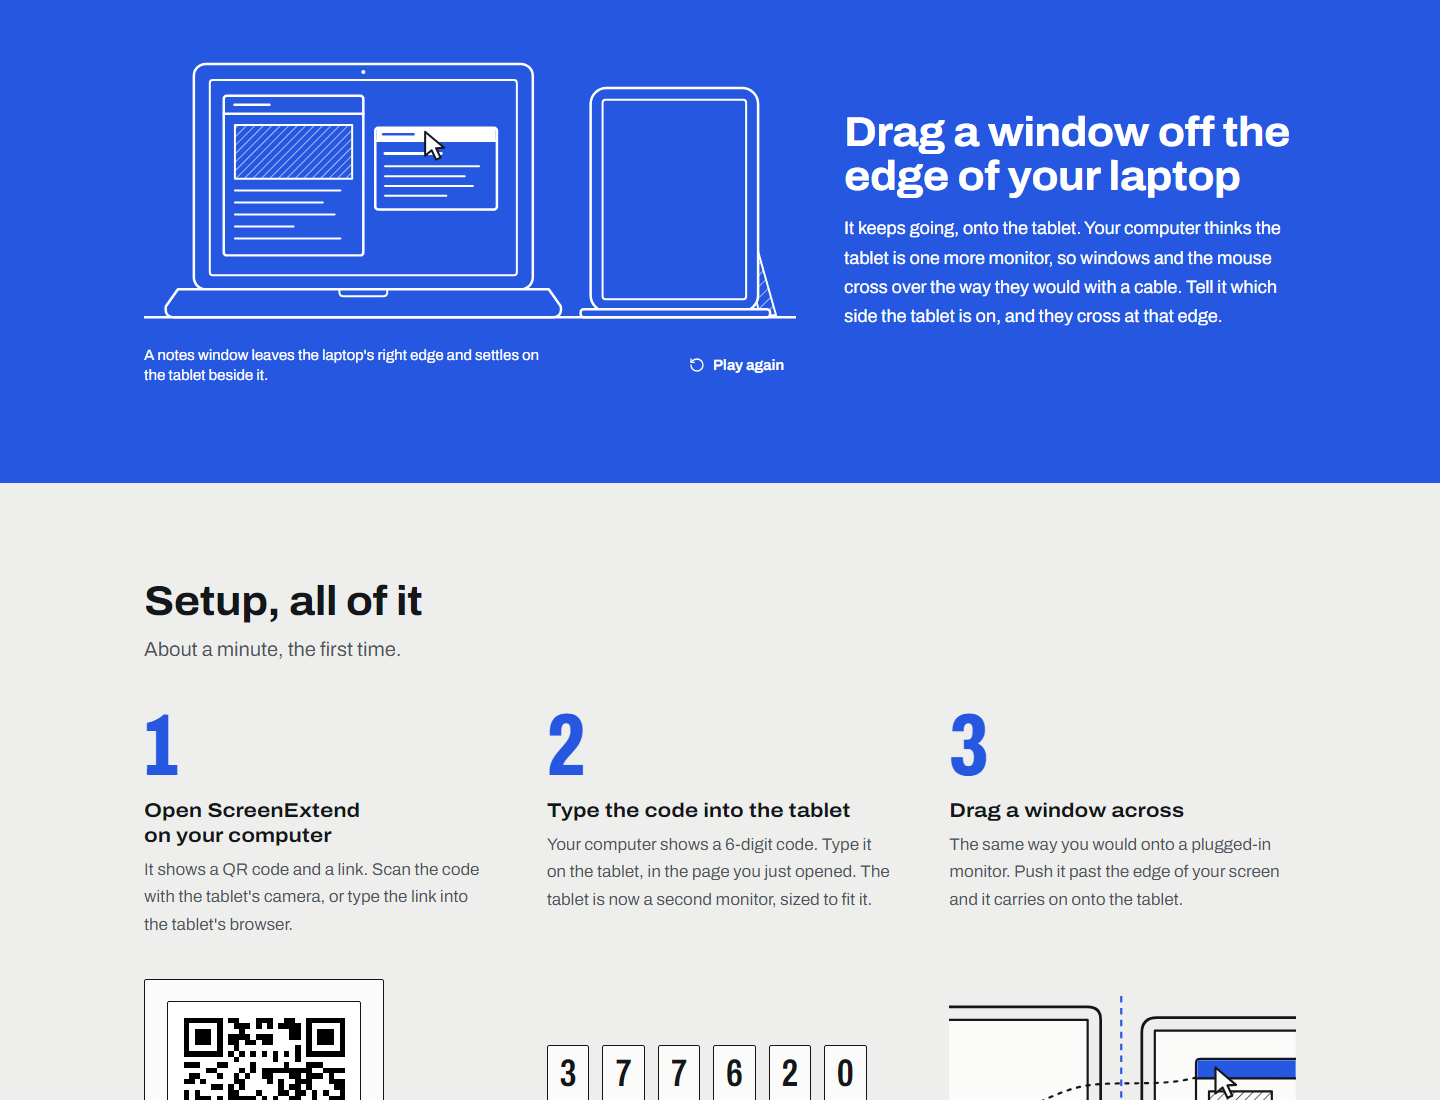 Drag a window off the
edge of your laptop
It keeps going, onto the tablet. Your computer thinks the
tablet is one more monitor, so windows and the mouse
cross over the way they would with a cable. Tell it which
side the tablet is on, and they cross at that edge.
A notes window leaves the laptop's right edge and settles on
the tablet beside it.
Play again
Setup, all of it
About a minute, the first time.
1
Open ScreenExtend
on your computer
It shows a QR code and a link. Scan the code
with the tablet's camera, or type the link into
the tablet's browser.
2
Type the code into the tablet
Your computer shows a 6-digit code. Type it
on the tablet, in the page you just opened. The
tablet is now a second monitor, sized to fit it.
3 7 7 6 2 0
3
Drag a window across
The same way you would onto a plugged-in
monitor. Push it past the edge of your screen
and it carries on onto the tablet.